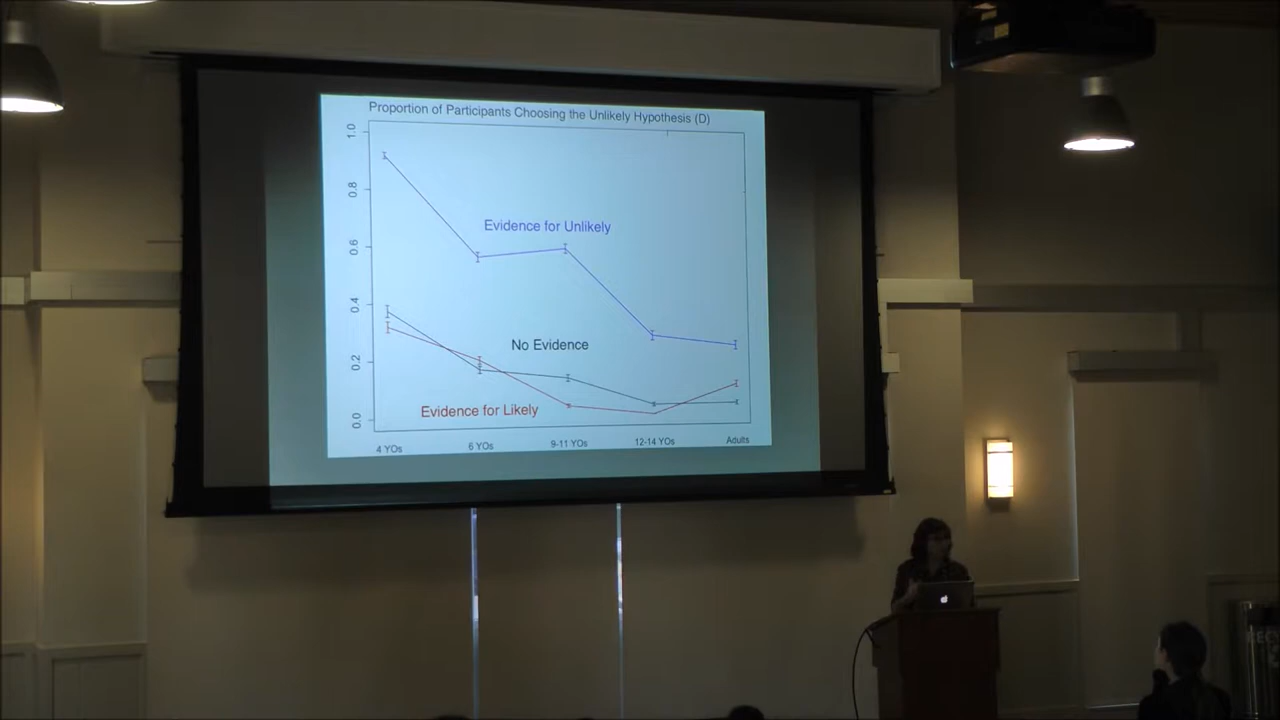 Proportion of Participants Choosing the Unlikely Hypothesis (D)
1.0
0.8
0.6
0.4
0.2
0.0
Evidence for Unlikely
No Evidence
Evidence for Likely
4 YOs
6 YOs
9-11 YOs
12-14 YOs
Adults